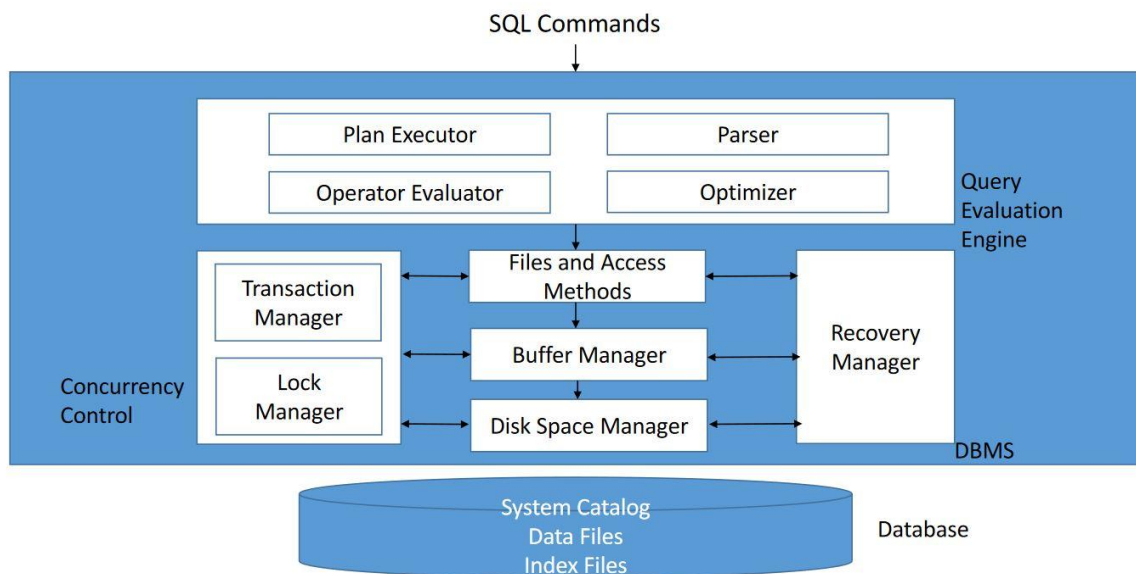 SQL Commands
Plan Executor
Parser
Operator Evaluator
Optimizer
Query
Evaluation
Engine
Transaction
Manager
Lock
Manager
Concurrency
Control
Files and Access
Methods
Buffer Manager
Disk Space Manager
Recovery
Manager
DBMS
System Catalog
Data Files
Index Files
Database